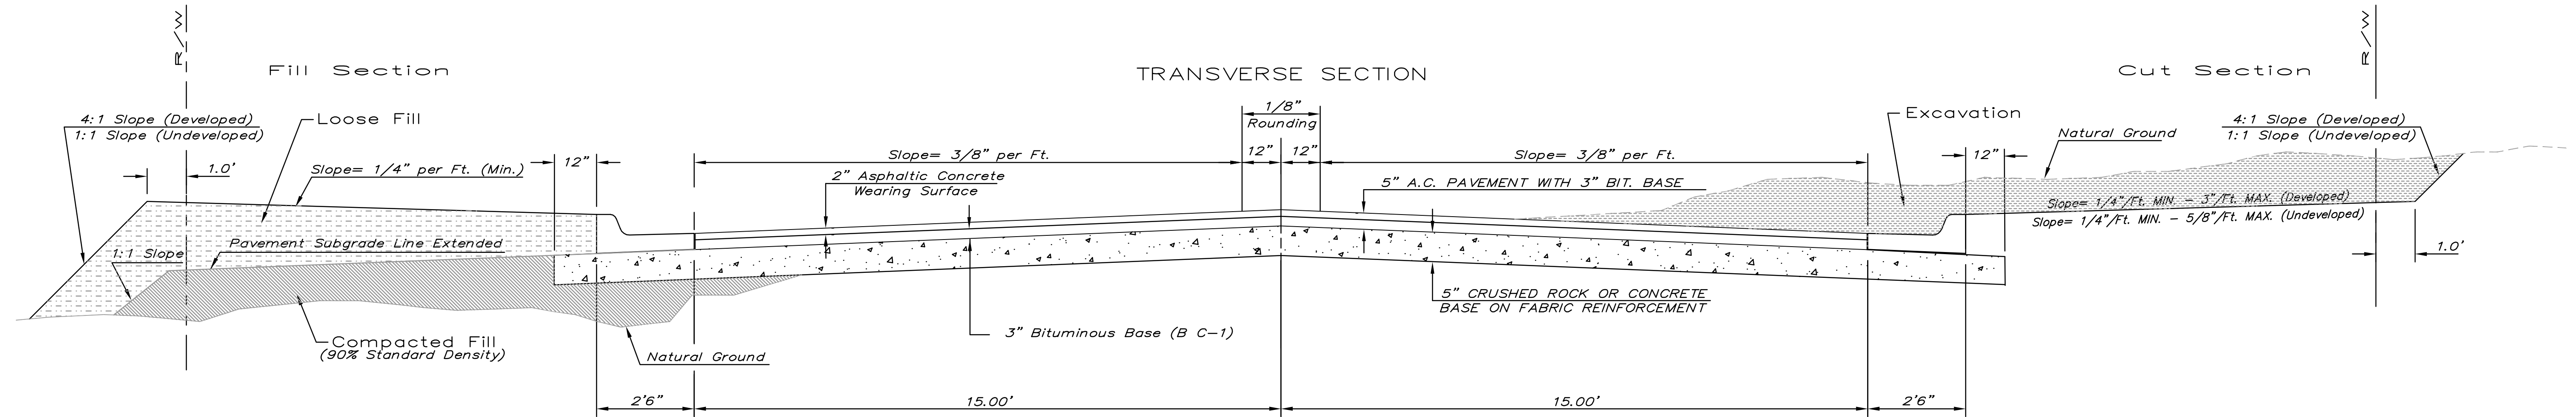 R/W
R/W
Fill Section
TRANSVERSE SECTION
Cut Section
1/8"
Rounding
4:1 Slope (Developed)
1:1 Slope (Undeveloped)
Loose Fill
Excavation
4:1 Slope (Developed)
1:1 Slope (Undeveloped)
Natural Ground
1.0'
Slope= 1/4" per Ft. (Min.)
12"
Slope= 3/8" per Ft.
12"
12"
Slope= 3/8" per Ft.
12"
2" Asphaltic Concrete
Wearing Surface
5" A.C. PAVEMENT WITH 3" BIT. BASE
Slope= 1/4"/Ft. MIN. - 3"/Ft. MAX. (Developed)
Slope= 1/4"/Ft. MIN. - 5/8"/Ft. MAX. (Undeveloped)
Pavement Subgrade Line Extended
1:1 Slope
1.0'
5" CRUSHED ROCK OR CONCRETE
BASE ON FABRIC REINFORCEMENT
3" Bituminous Base (B C-1)
Compacted Fill
(90% Standard Density)
Natural Ground
2'6"
15.00'
15.00'
2'6"